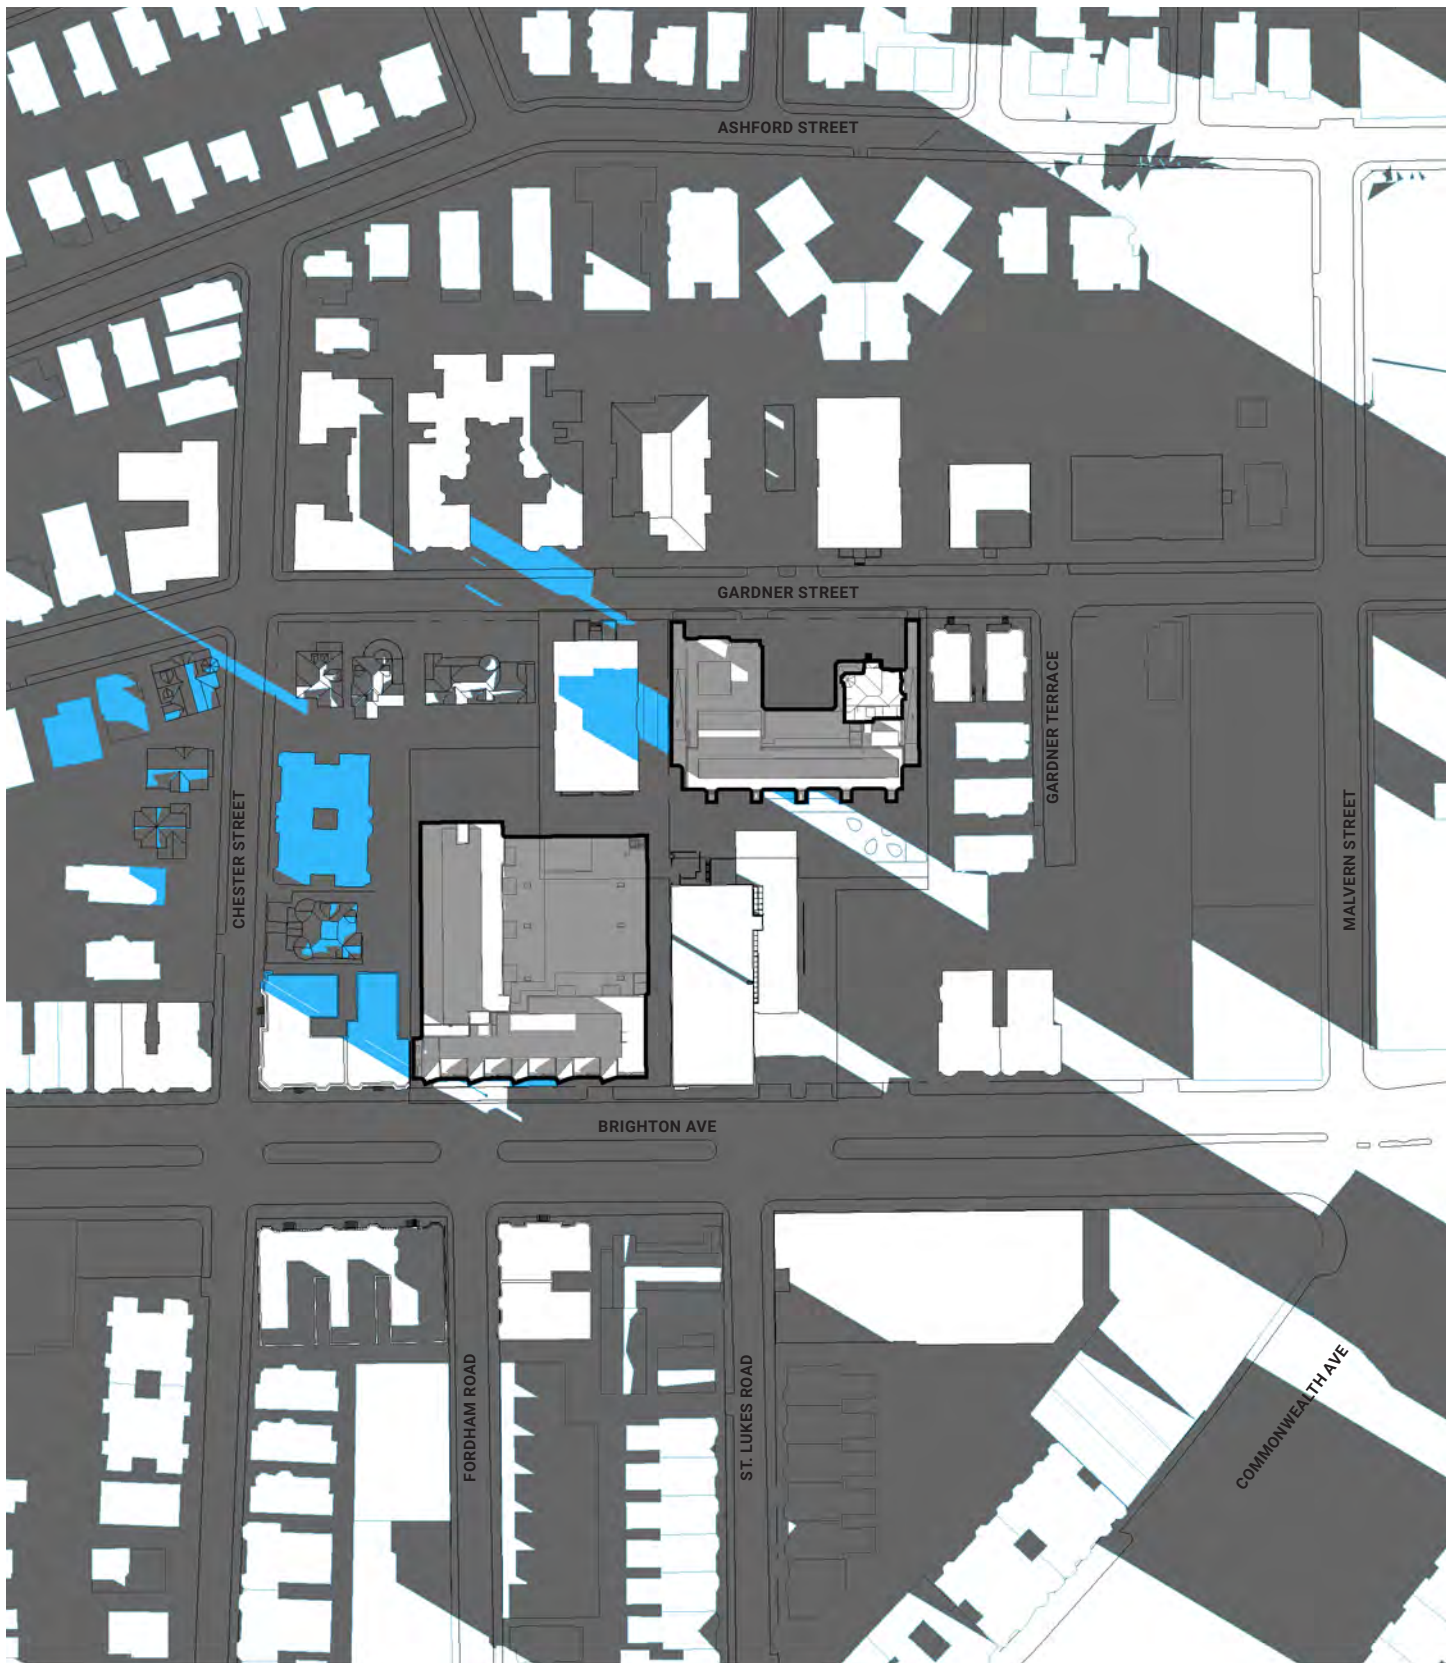 ASHFORD STREET
GARDNER STREET
GARDNER TERRACE
CHESTER STREET
MALVERN STREET
BRIGHTON AVE
FORDHAM ROAD
ST. LUKES ROAD
COMMONWEALTH AVE